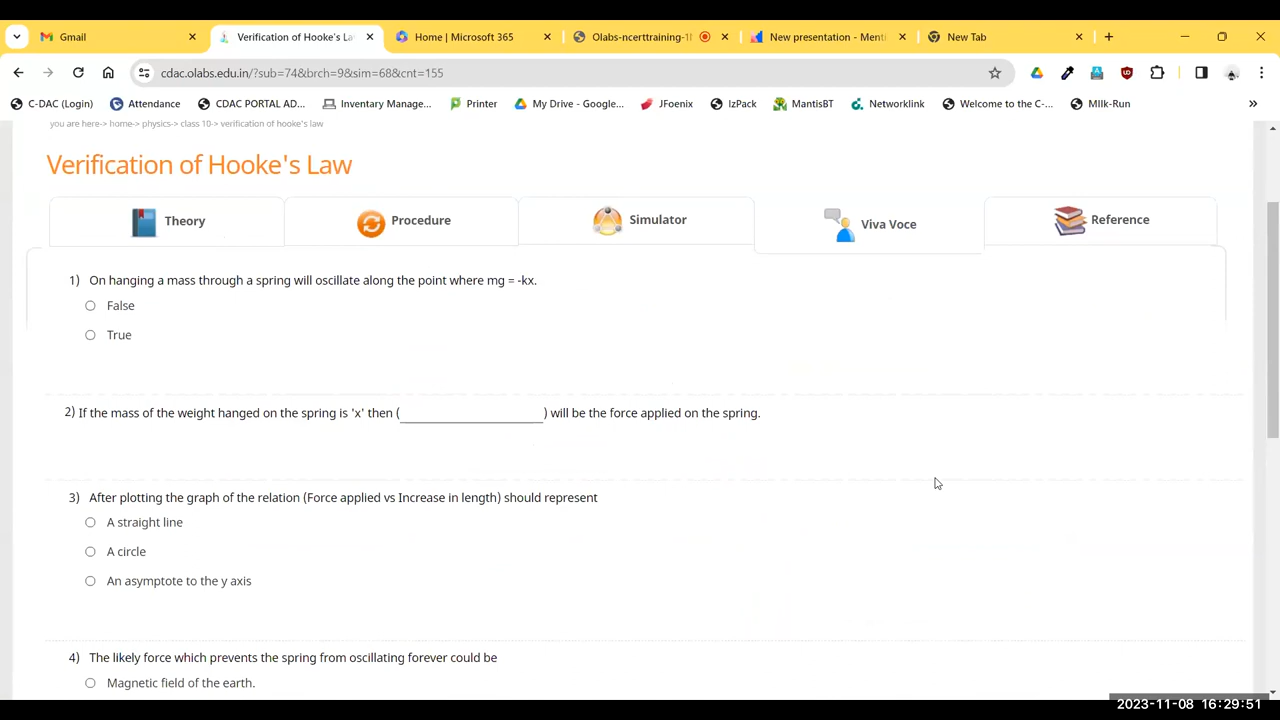 Gmail
Verification of Hooke's La
Home | Microsoft 365
Olabs-ncerttraining-1
New presentation - Menti
New Tab
cdac.olabs.edu.in/?sub=74&brch=9&sim=68&cnt=155
C-DAC (Login)
Attendance
CDAC PORTAL AD...
Inventary Manage...
Printer
My Drive - Google...
JFoenix
IzPack
MantisBT
Networklink
Welcome to the C-...
MIlk-Run
you are here-> home-> physics-> class 10-> verification of hooke's law
Verification of Hooke's Law
Theory
Procedure
Simulator
Viva Voce
Reference
1) On hanging a mass through a spring will oscillate along the point where mg = -kx.
False
True
2) If the mass of the weight hanged on the spring is 'x' then (____________________) will be the force applied on the spring.
3) After plotting the graph of the relation (Force applied vs Increase in length) should represent
A straight line
A circle
An asymptote to the y axis
4) The likely force which prevents the spring from oscillating forever could be
Magnetic field of the earth.
2023-11-08 16:29:51